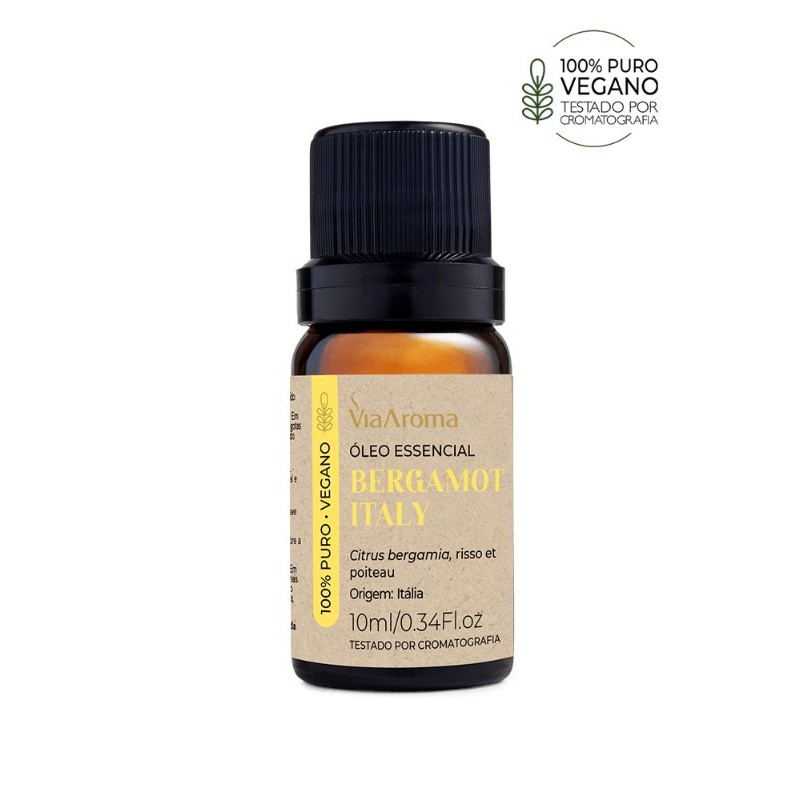 100% PURO
VEGANO
TESTADO POR
CROMATOGRAFIA
100% PURO • VEGANO
ViaAroma
ÓLEO ESSENCIAL
BERGAMOT
ITALY
Citrus bergamia, risso et
poiteau
Origem: Itália
10ml/0.34Fl.oz
TESTADO POR CROMATOGRAFIA